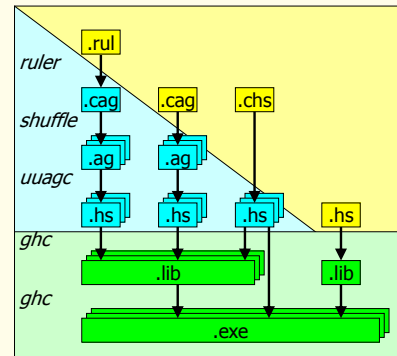 .rul
ruler
.cag .cag .chs
shuffle
.ag .ag
uuagc
.hs .hs .hs .hs
ghc
.lib .lib
ghc
.exe